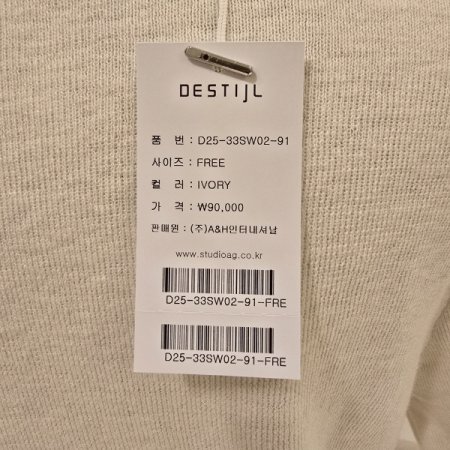 DESTIJL
품 번 : D25-33SW02-91
사이즈 : FREE
컬 러 : IVORY
가 격 : ₩90,000
판매원 : (주)A&H인터내셔날
www.studioag.co.kr
D25-33SW02-91-FRE
D25-33SW02-91-FRE